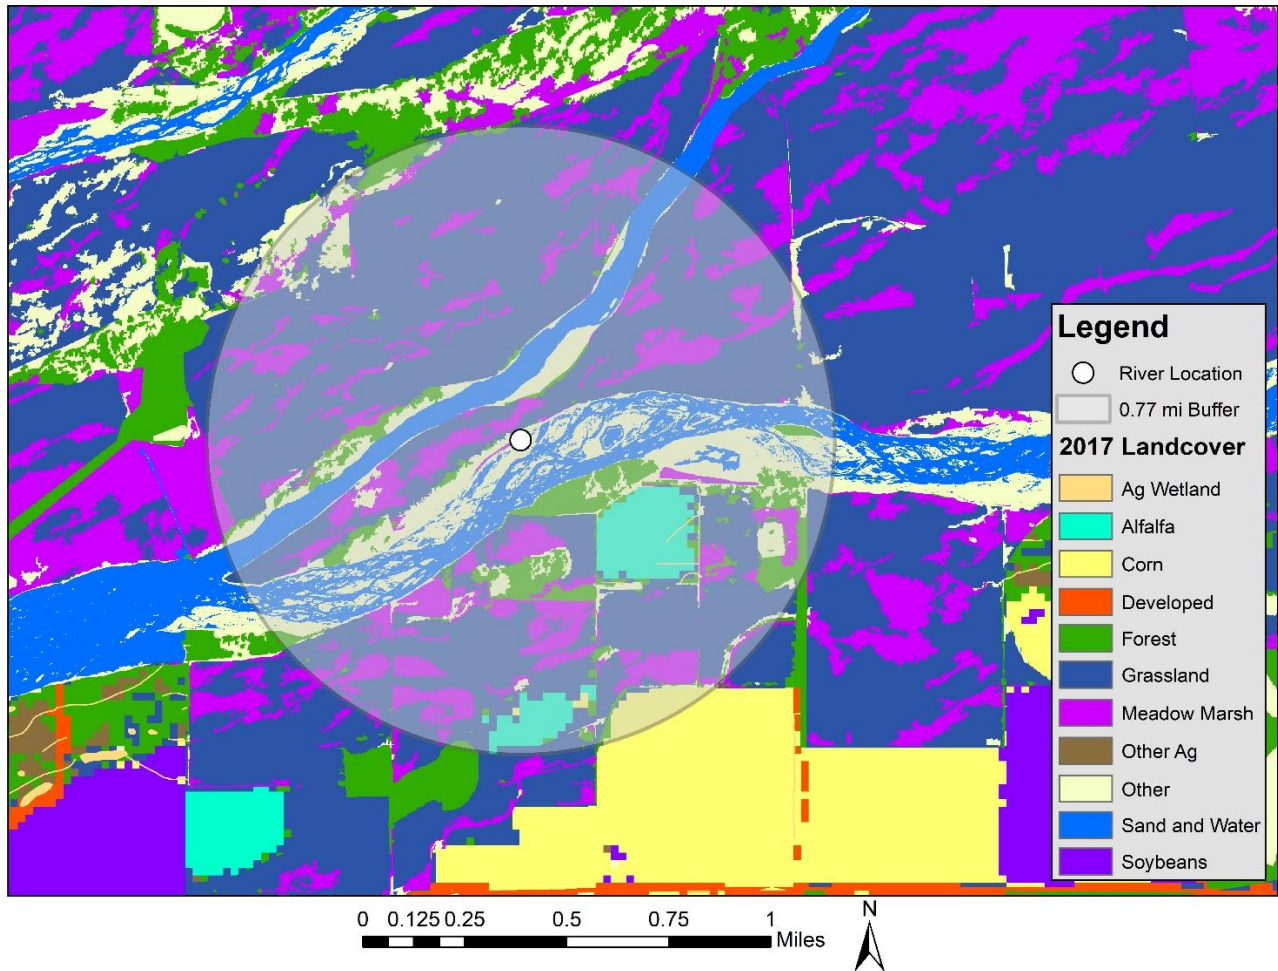 Legend
River Location
0.77 mi Buffer
2017 Landcover
Ag Wetland
Alfalfa
Corn
Developed
Forest
Grassland
Meadow Marsh
Other Ag
Other
Sand and Water
Soybeans
0 0.125 0.25 0.5 0.75 1
Miles
N